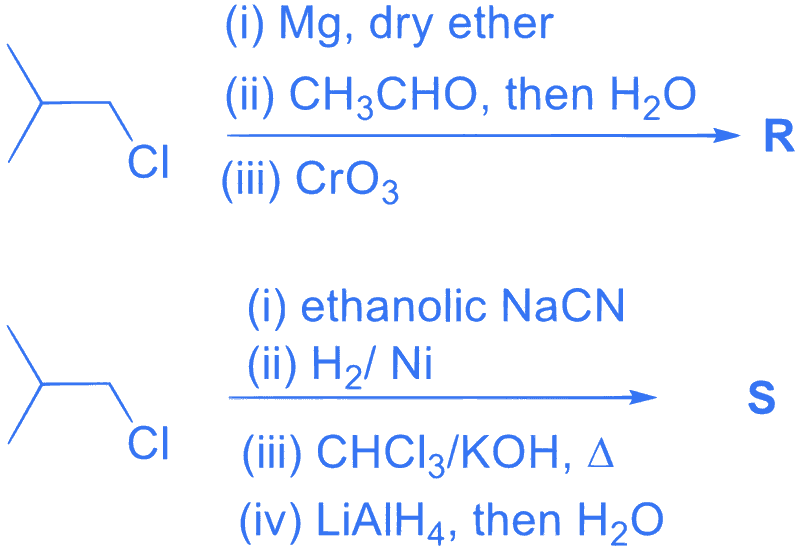 (i) Mg, dry ether
(ii) CH₃CHO, then H₂O
R
Cl
(iii) CrO₃
(i) ethanolic NaCN
(ii) H₂/ Ni
S
Cl
(iii) CHCl₃/KOH, Δ
(iv) LiAlH₄, then H₂O